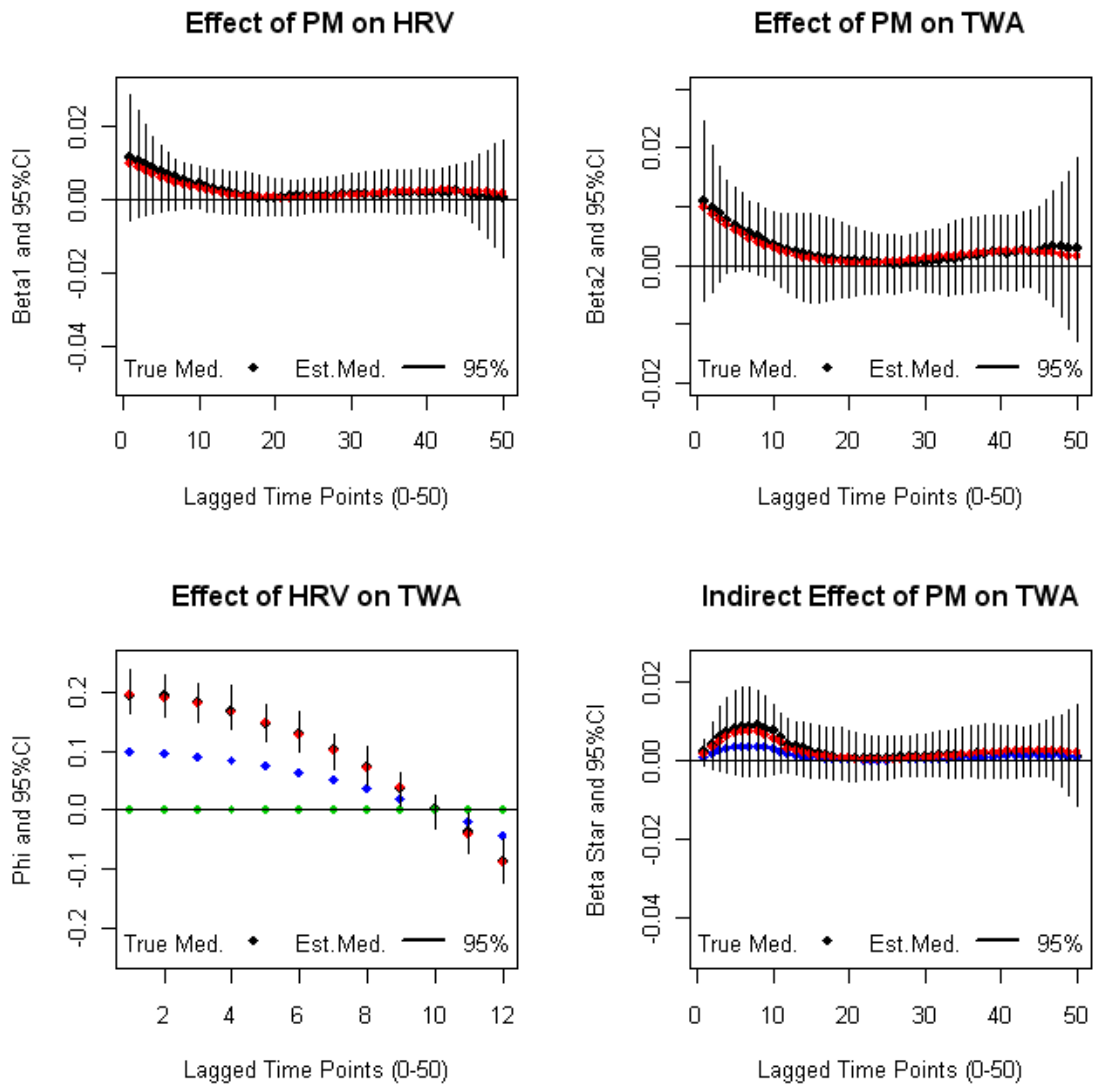 Effect of PM on HRV
Beta1 and 95%CI
0.02
0.00
-0.02
-0.04
True Med. Est.Med. 95%
0 10 20 30 40 50
Lagged Time Points (0-50)
Effect of PM on TWA
Beta2 and 95%CI
0.02
0.00
-0.02
True Med. Est.Med. 95%
0 10 20 30 40 50
Lagged Time Points (0-50)
Effect of HRV on TWA
Phi and 95%CI
0.2
0.1
0.0
-0.1
-0.2
True Med. Est.Med. 95%
2 4 6 8 10 12
Lagged Time Points (0-50)
Indirect Effect of PM on TWA
Beta Star and 95%CI
0.02
0.00
-0.02
-0.04
True Med. Est.Med. 95%
0 10 20 30 40 50
Lagged Time Points (0-50)